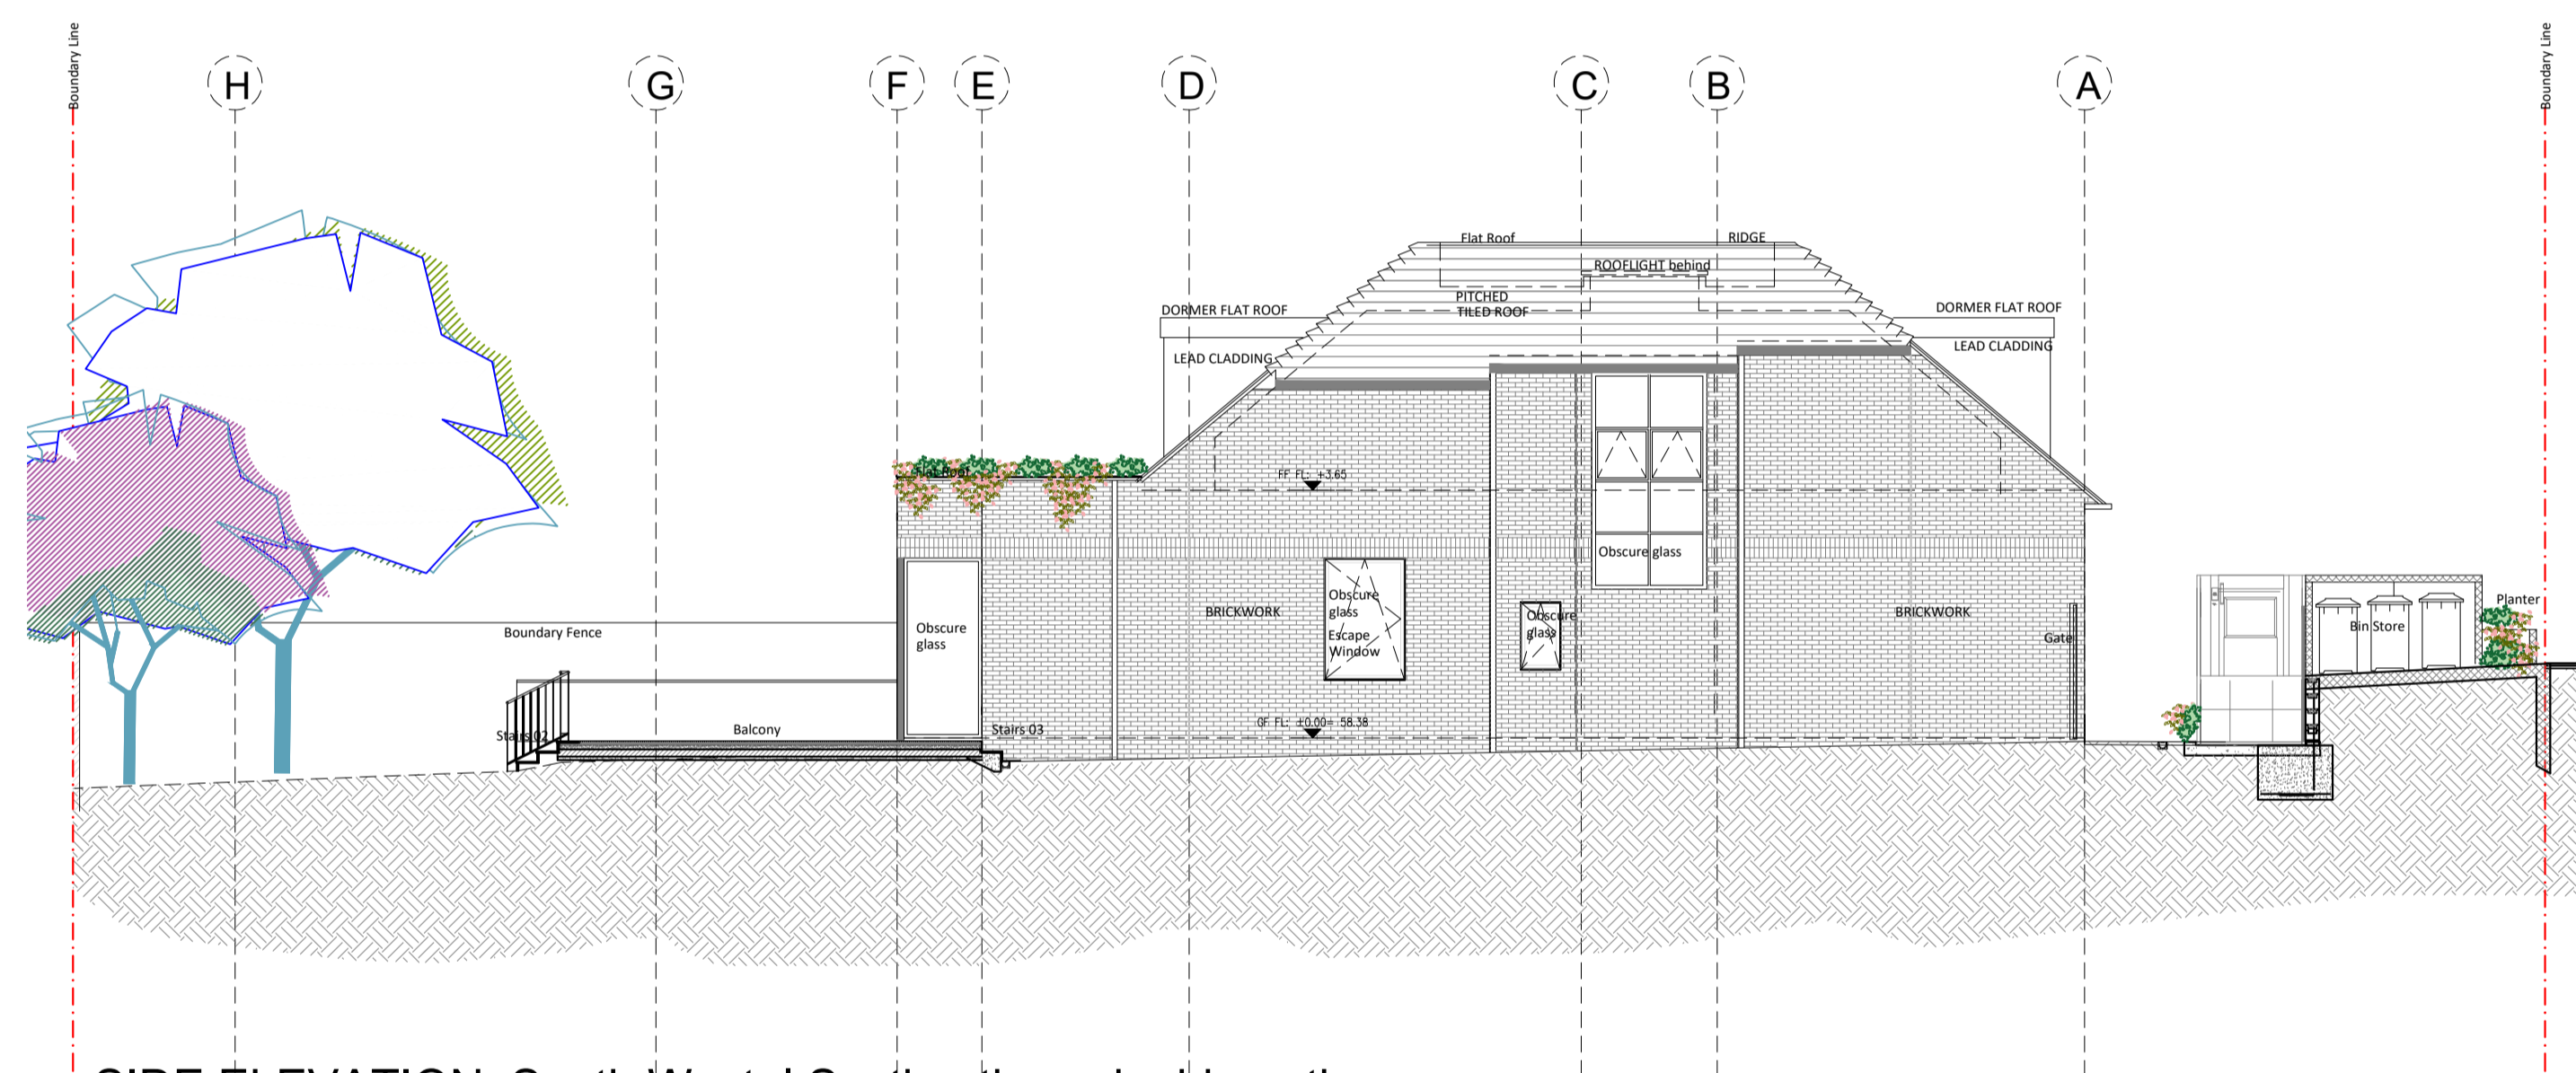 Boundary Line
Boundary Line
H
G
F
E
D
C
B
A
Flat Roof
RIDGE
ROOFLIGHT behind
PITCHED
TILED ROOF
DORMER FLAT ROOF
DORMER FLAT ROOF
LEAD CLADDING
LEAD CLADDING
Flat Roof
FF FL: +3.65
Obscure glass
Obscure
glass
Escape
Window
Obscure
glass
BRICKWORK
BRICKWORK
Gate
Bin Store
Planter
Boundary Fence
Obscure
glass
Stairs 02
Balcony
Stairs 03
GF FL: ±0.00= 58.38